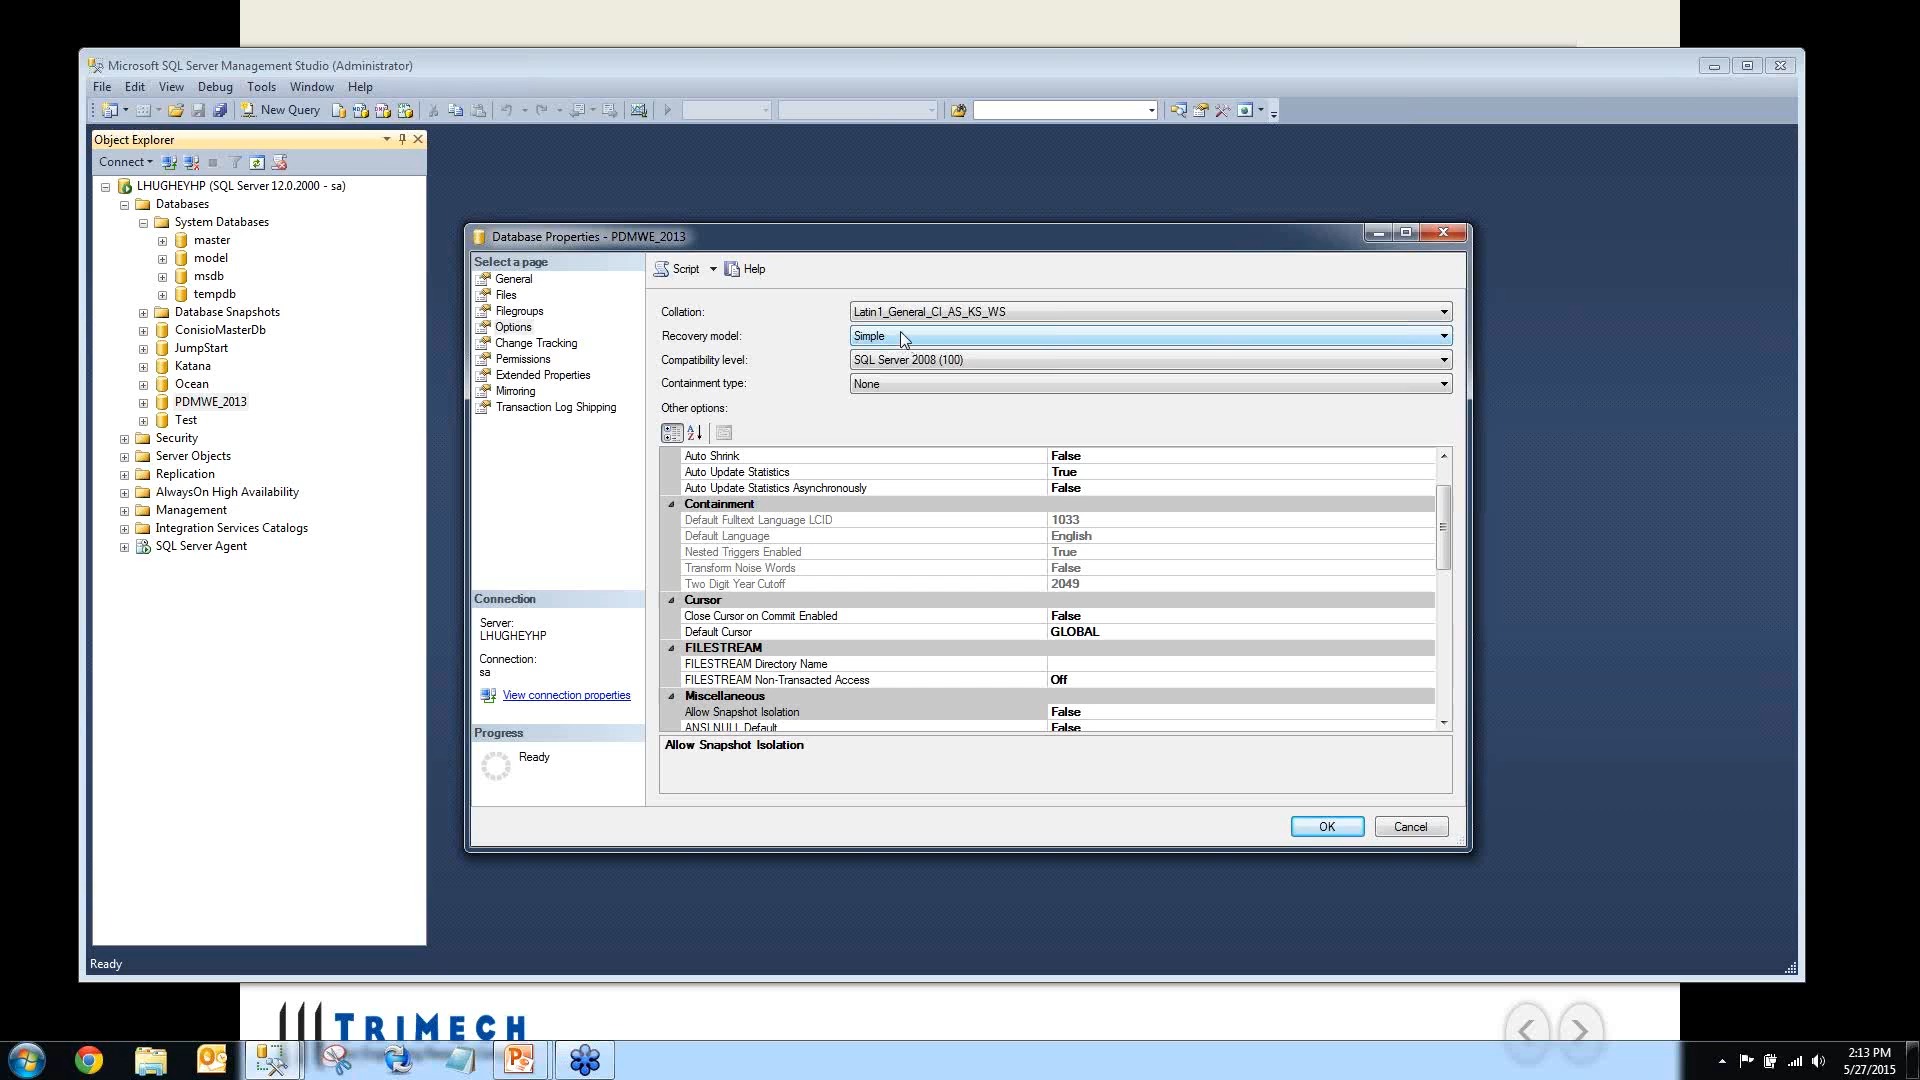 Microsoft SQL Server Management Studio (Administrator)
File Edit View Debug Tools Window Help
New Query
Object Explorer
Connect
LHUGHEYHP (SQL Server 12.0.2000 - sa)
Databases
System Databases
master
model
msdb
tempdb
Database Snapshots
ConisioMasterDb
JumpStart
Katana
Ocean
PDMWE_2013
Test
Security
Server Objects
Replication
AlwaysOn High Availability
Management
Integration Services Catalogs
SQL Server Agent
Ready
Database Properties - PDMWE_2013
Select a page
General
Files
Filegroups
Options
Change Tracking
Permissions
Extended Properties
Mirroring
Transaction Log Shipping
Connection
Server:
LHUGHEYHP
Connection:
sa
View connection properties
Progress
Ready
Script Help
Collation: Latin1_General_CI_AS_KS_WS
Recovery model: Simple
Compatibility level: SQL Server 2008 (100)
Containment type: None
Other options:
Auto Shrink False
Auto Update Statistics True
Auto Update Statistics Asynchronously False
Containment
Default Fulltext Language LCID 1033
Default Language English
Nested Triggers Enabled True
Transform Noise Words False
Two Digit Year Cutoff 2049
Cursor
Close Cursor on Commit Enabled False
Default Cursor GLOBAL
FILESTREAM
FILESTREAM Directory Name
FILESTREAM Non-Transacted Access Off
Miscellaneous
Allow Snapshot Isolation False
ANSI NULL Default False
Allow Snapshot Isolation
OK Cancel
TRIMECH
2:13 PM
5/27/2015